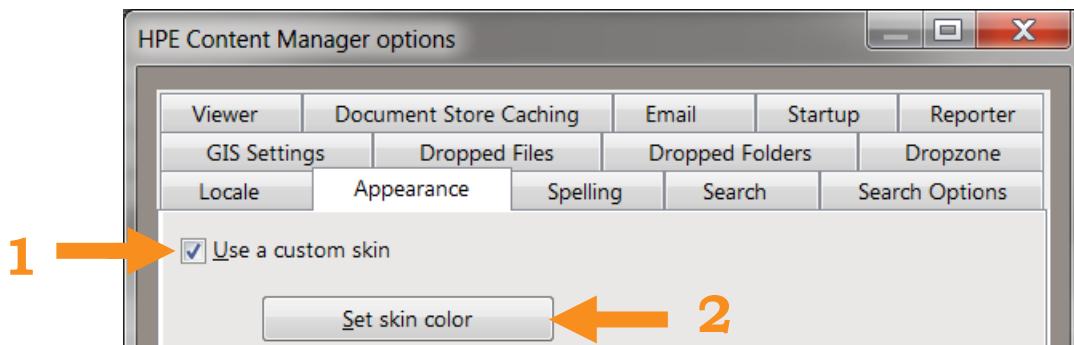 HPE Content Manager options
Viewer Document Store Caching Email Startup Reporter
GIS Settings Dropped Files Dropped Folders Dropzone
Locale Appearance Spelling Search Search Options
1 Use a custom skin
Set skin color 2